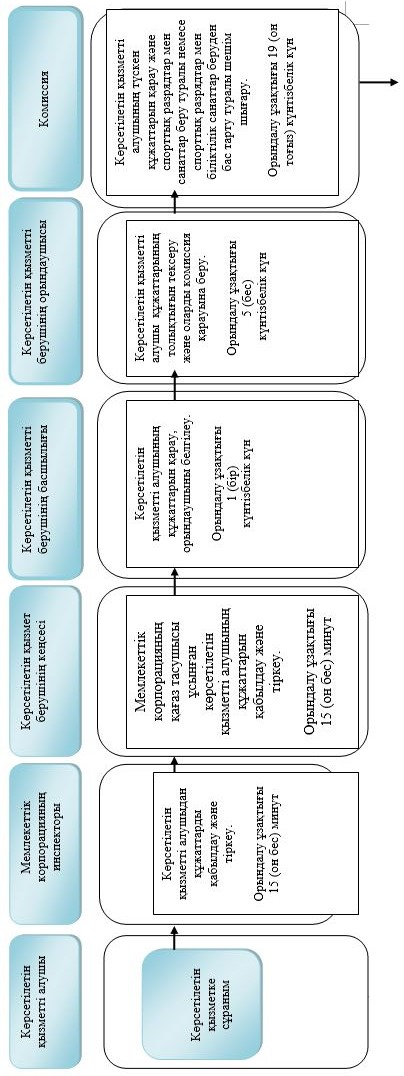 Көрсетілетін
қызметті алушы
Мемлекеттік
корпорацияның
инспекторы
Көрсетілетін қызмет
берушінің кеңсесі
Көрсетілетін қызметті
берушінің басшылығы
Көрсетілетін қызметті
берушінің орындаушысы
Комиссия
Көрсетілетін
қызметке
сұраным
Көрсетілетін
қызметті алушыдан
құжаттарды
қабылдау және
тіркеу.
Орындалу ұзақтығы
15 (он бес) минут
Мемлекеттік
корпорацияның
қағаз тасушысы
ұсынған
көрсетілетін
қызметті алушының
құжаттарын
қабылдау және
тіркеу.
Орындалу ұзақтығы
15 (он бес) минут
Көрсетілетін
қызметті алушының
құжаттарын қарау,
орындаушыны белгілеу.
Орындалу ұзақтығы
1 (бір)
күнтізбелік күн
Көрсетілетін қызметті
алушы құжаттарының
толықтығын тексеру
және оларды комиссия
қарауына беру.
Орындалу ұзақтығы
5 (бес)
күнтізбелік күн
Көрсетілетін қызметті
алушының түскен
құжаттарын қарау және
спорттық разрядтар мен
санаттар беру туралы немесе
спорттық разрядтар мен
біліктілік санаттар беруден
бас тарту туралы шешім
шығару.
Орындалу ұзақтығы 19 (он
тоғыз) күнтізбелік күн